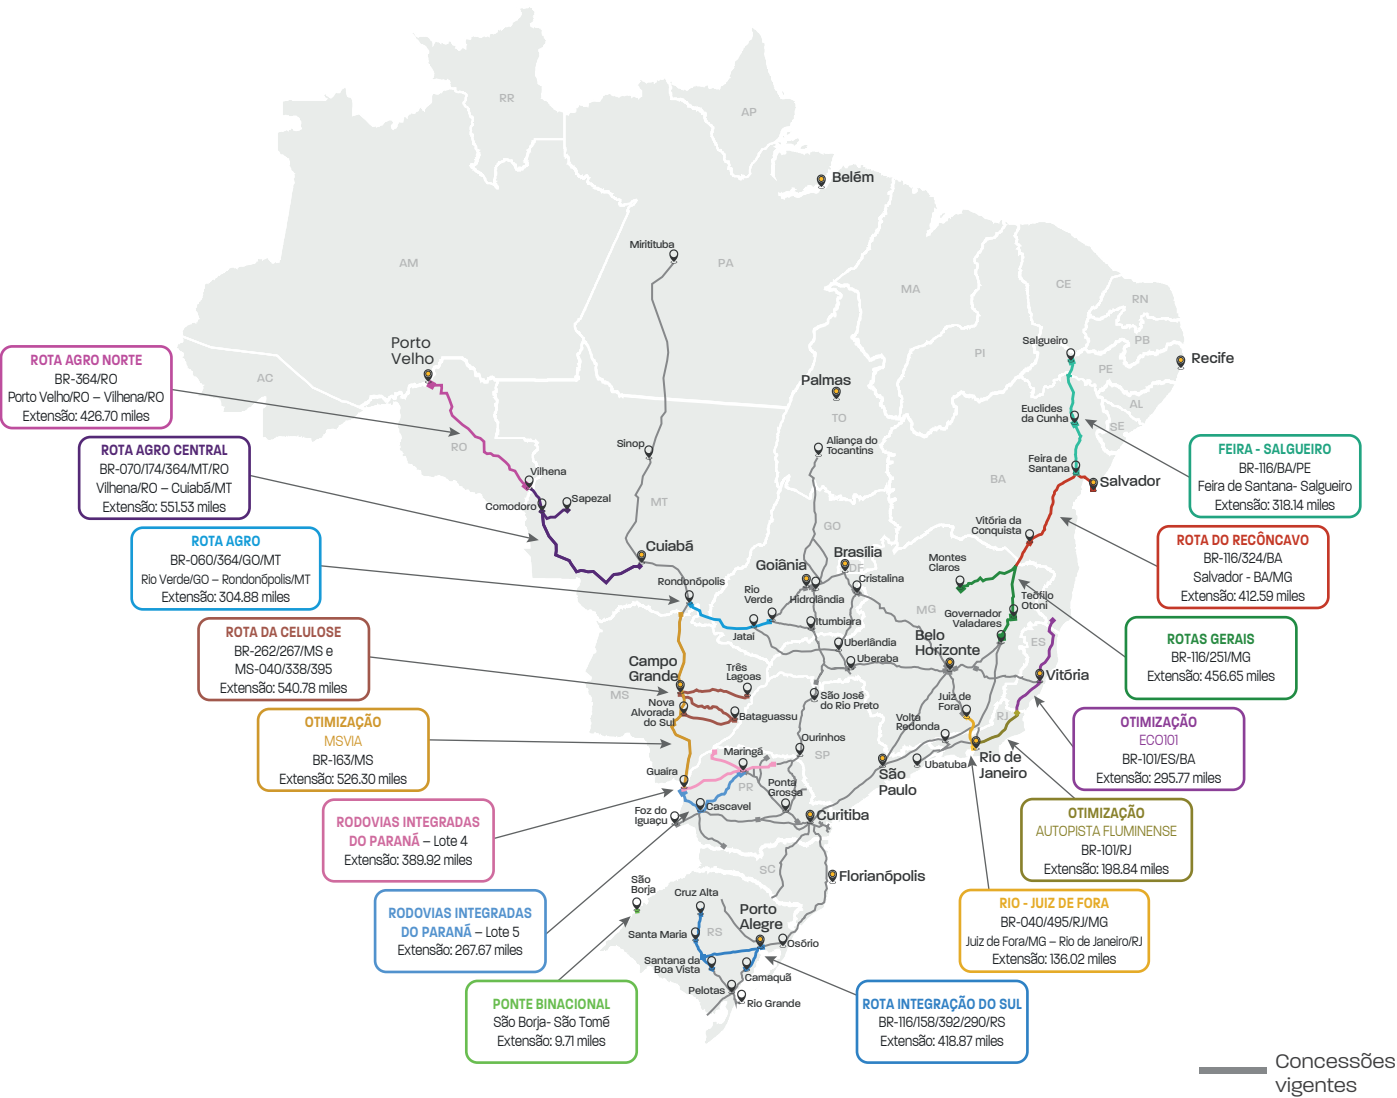 RR
AP
Belém
Miritituba
AM
PA
MA
CE
RN
PB
PI
PE
AL
SE
Salgueiro
Recife
Porto
Velho
AC
Palmas
TO
Euclides
da Cunha
ROTA AGRO NORTE
BR-364/RO
Porto Velho/RO – Vilhena/RO
Extensão: 426.70 miles
RO
Sinop
Aliança do
Tocantins
Feira de
Santana
Salvador
BA
FEIRA - SALGUEIRO
BR-116/BA/PE
Feira de Santana- Salgueiro
Extensão: 318.14 miles
ROTA AGRO CENTRAL
BR-070/174/364/MT/RO
Vilhena/RO – Cuiabá/MT
Extensão: 551.53 miles
Vilhena
Comodoro
Sapezal
MT
GO
Vitória da
Conquista
ROTA DO RECÔNCAVO
BR-116/324/BA
Salvador - BA/MG
Extensão: 412.59 miles
ROTA AGRO
BR-060/364/GO/MT
Rio Verde/GO – Rondonópolis/MT
Extensão: 304.88 miles
Cuiabá
Rondonópolis
Goiânia
Brasília
DF
Cristalina
Hidrolândia
Rio
Verde
Jataí
Itumbiara
Montes
Claros
MG
Teófilo
Otoni
Governador
Valadares
Belo
Horizonte
ES
Vitória
ROTAS GERAIS
BR-116/251/MG
Extensão: 456.65 miles
ROTA DA CELULOSE
BR-262/267/MS e
MS-040/338/395
Extensão: 540.78 miles
Campo
Grande
MS
Três
Lagoas
Nova
Alvorada
do Sul
Bataguassu
Uberlândia
Uberaba
São José
do Rio Preto
Juiz de
Fora
Volta
Redonda
RJ
Rio de
Janeiro
Ubatuba
São
Paulo
SP
Ourinhos
OTIMIZAÇÃO
ECO101
BR-101/ES/BA
Extensão: 295.77 miles
OTIMIZAÇÃO
MSVIA
BR-163/MS
Extensão: 526.30 miles
Guaira
Maringá
PR
Ponta
Grossa
Cascavel
Foz do
Iguaçu
Curitiba
OTIMIZAÇÃO
AUTOPISTA FLUMINENSE
BR-101/RJ
Extensão: 198.84 miles
RODOVIAS INTEGRADAS
DO PARANÁ – Lote 4
Extensão: 389.92 miles
SC
Florianópolis
RIO - JUIZ DE FORA
BR-040/495/RJ/MG
Juiz de Fora/MG – Rio de Janeiro/RJ
Extensão: 136.02 miles
RODOVIAS INTEGRADAS
DO PARANÁ – Lote 5
Extensão: 267.67 miles
São
Borja
Cruz Alta
Porto
Alegre
RS
Santa Maria
Osório
Santana da
Boa Vista
Camaquã
Pelotas
Rio Grande
PONTE BINACIONAL
São Borja- São Tomé
Extensão: 9.71 miles
ROTA INTEGRAÇÃO DO SUL
BR-116/158/392/290/RS
Extensão: 418.87 miles
Concessões
vigentes